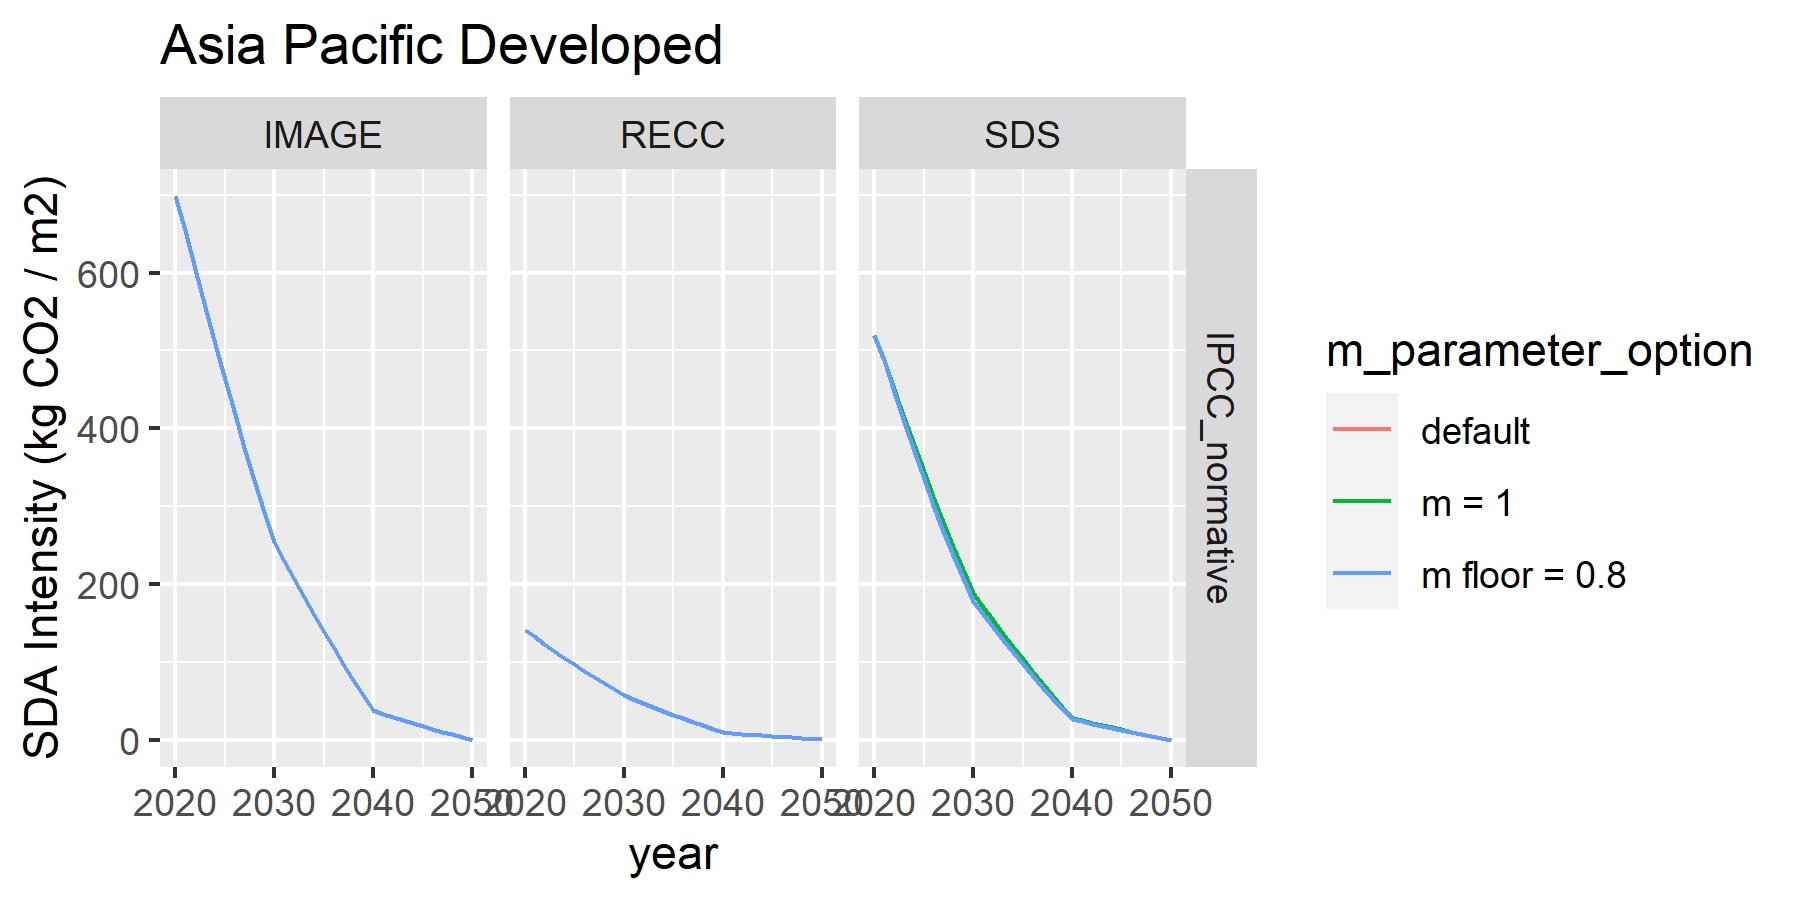 Asia Pacific Developed
IMAGE RECC SDS
SDA Intensity (kg CO2 / m2)
600
400
200
0
IPCC_normative
2020 2030 2040 2050 2020 2030 2040 2050 2020 2030 2040 2050
year
m_parameter_option
default
m = 1
m floor = 0.8